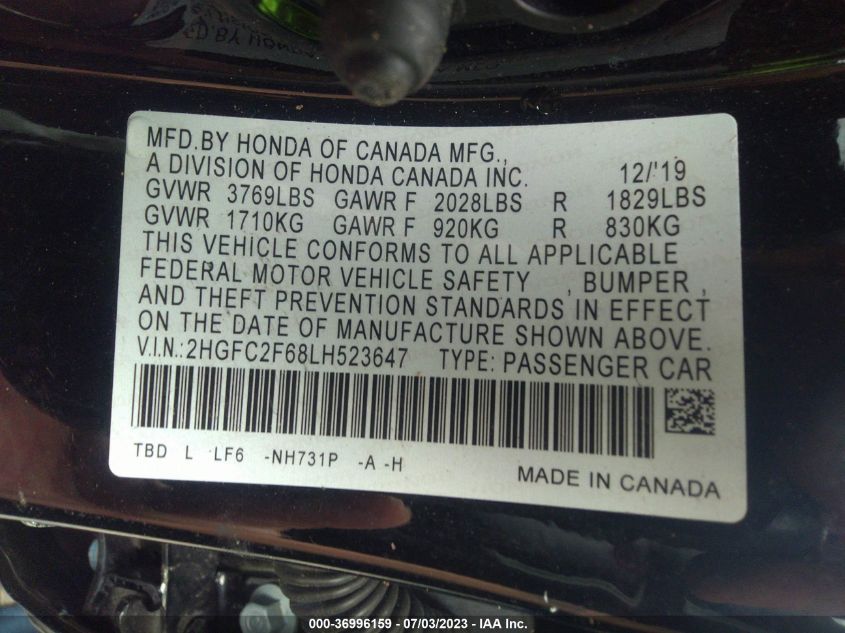 MFD.BY HONDA OF CANADA MFG.,
A DIVISION OF HONDA CANADA INC. 12/'19
GVWR 3769LBS GAWR F 2028LBS R 1829LBS
GVWR 1710KG GAWR F 920KG R 830KG
THIS VEHICLE CONFORMS TO ALL APPLICABLE
FEDERAL MOTOR VEHICLE SAFETY , BUMPER ,
AND THEFT PREVENTION STANDARDS IN EFFECT
ON THE DATE OF MANUFACTURE SHOWN ABOVE.
V.I.N.:2HGFC2F68LH523647 TYPE: PASSENGER CAR
TBD L LF6 -NH731P -A -H
MADE IN CANADA
000-36996159 - 07/03/2023 - IAA Inc.